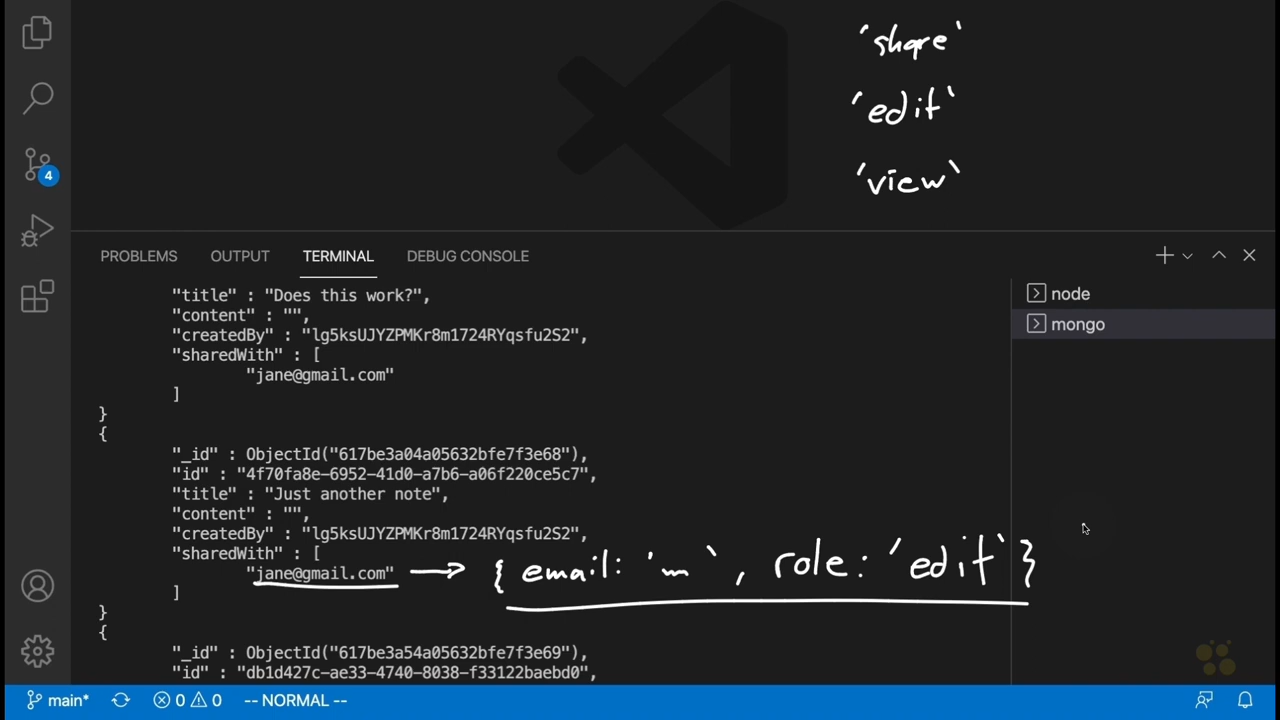 'share'
'edit'
'view'
4
PROBLEMS OUTPUT TERMINAL DEBUG CONSOLE
"title" : "Does this work?",
"content" : "",
"createdBy" : "lg5ksUJYZPMKr8m1724RYqsfu2S2",
"sharedWith" : [
"jane@gmail.com"
]
}
{
"_id" : ObjectId("617be3a04a05632bfe7f3e68"),
"id" : "4f70fa8e-6952-41d0-a7b6-a06f220ce5c7",
"title" : "Just another note",
"content" : "",
"createdBy" : "lg5ksUJYZPMKr8m1724RYqsfu2S2",
"sharedWith" : [
"jane@gmail.com" → { email: 'm', role: 'edit' }
]
}
{
"_id" : ObjectId("617be3a54a05632bfe7f3e69"),
"id" : "db1d427c-ae33-4740-8038-f33122baebd0",
node
mongo
main* 0 0 -- NORMAL --